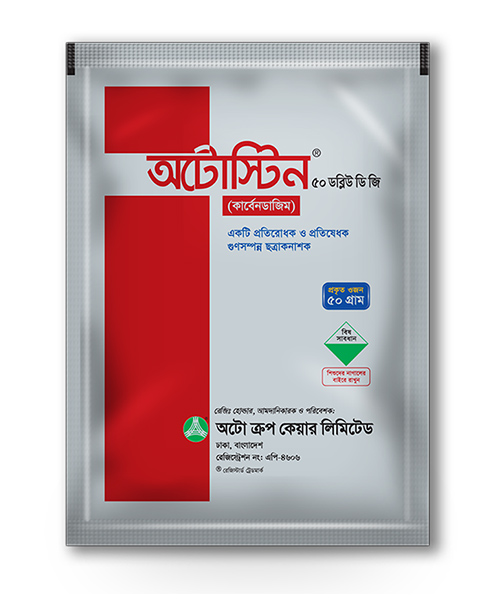 অটোস্টিন®
৫০ ডব্লিউ ডি জি
(কার্বেনডাজিম)
একটি প্রতিরোধক ও প্রতিষেধক
গুণসম্পন্ন ছত্রাকনাশক
প্রকৃত ওজন
৫০ গ্রাম
বিষ
সাবধান
শিশুদের নাগালের
বাইরে রাখুন
রেজিঃ হোল্ডার, আমদানিকারক ও পরিবেশক:
অটো ক্রপ কেয়ার লিমিটেড
ঢাকা, বাংলাদেশ
রেজিস্ট্রেশন নং: এপি-৪৬০৬
® রেজিস্টার্ড ট্রেডমার্ক